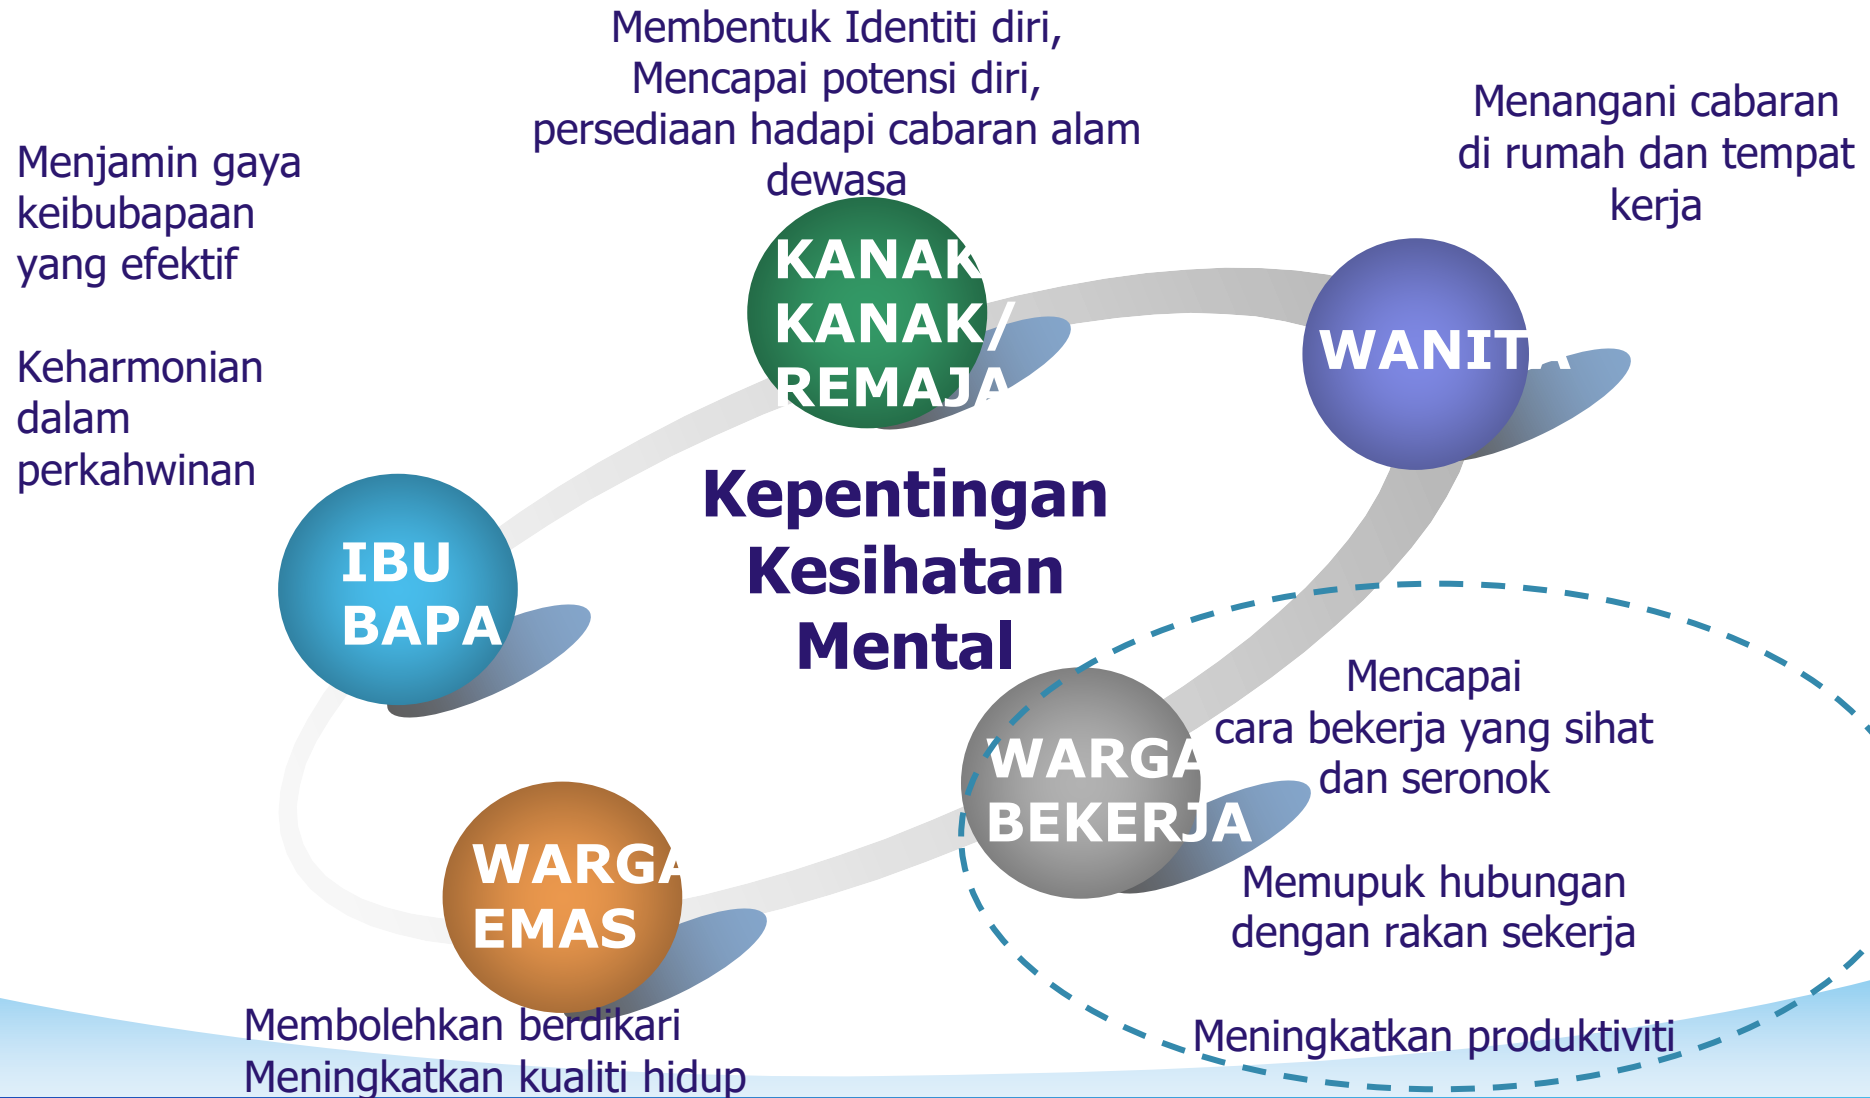 Membentuk Identiti diri,
Mencapai potensi diri,
persediaan hadapi cabaran alam
dewasa
Menangani cabaran
di rumah dan tempat
kerja
Menjamin gaya
keibubapaan
yang efektif
Keharmonian
dalam
perkahwinan
KANAK
KANAK/
REMAJA
WANITA
Kepentingan
Kesihatan
Mental
IBU
BAPA
WARGA
BEKERJA
Mencapai
cara bekerja yang sihat
dan seronok
Memupuk hubungan
dengan rakan sekerja
Meningkatkan produktiviti
WARGA
EMAS
Membolehkan berdikari
Meningkatkan kualiti hidup